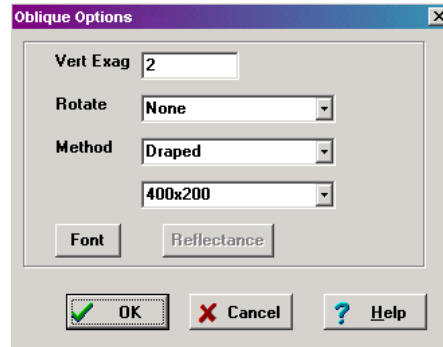 Oblique Options
Vert Exag 2
Rotate None
Method Draped
400x200
Font Reflectance
OK Cancel Help